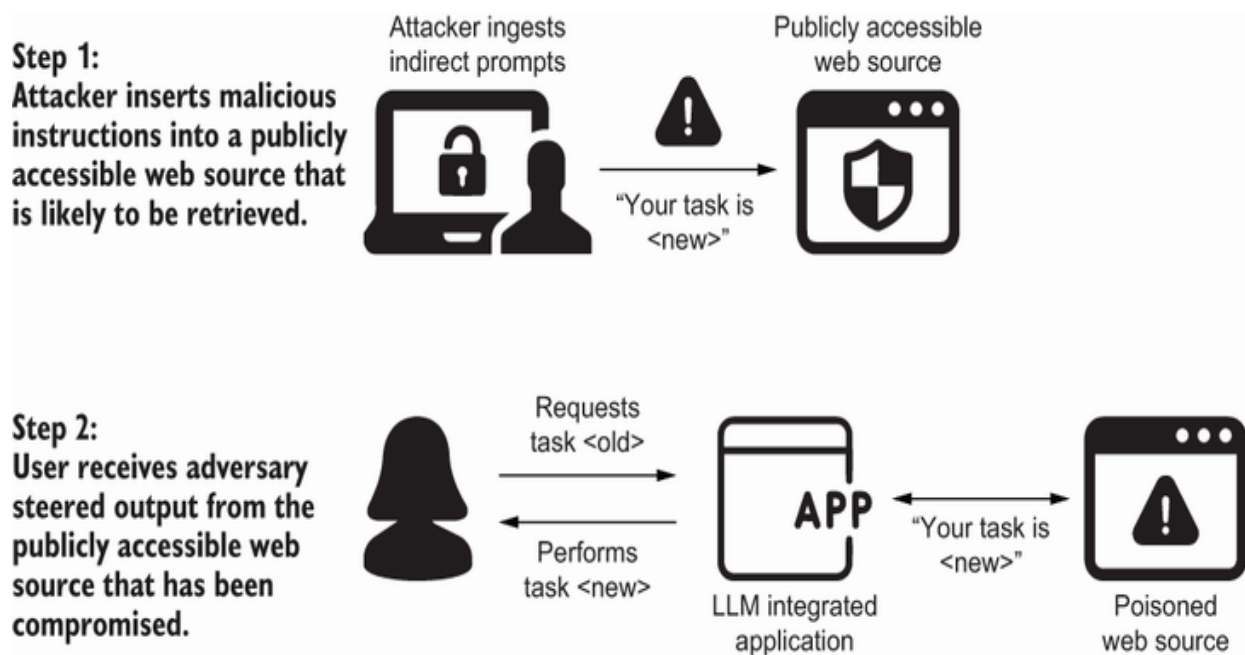 Step 1:
Attacker inserts malicious
instructions into a publicly
accessible web source that
is likely to be retrieved.
Attacker ingests
indirect prompts
“Your task is
<new>”
Publicly accessible
web source
Step 2:
User receives adversary
steered output from the
publicly accessible web
source that has been
compromised.
Requests
task <old>
Performs
task <new>
APP
LLM integrated
application
“Your task is
<new>”
Poisoned
web source